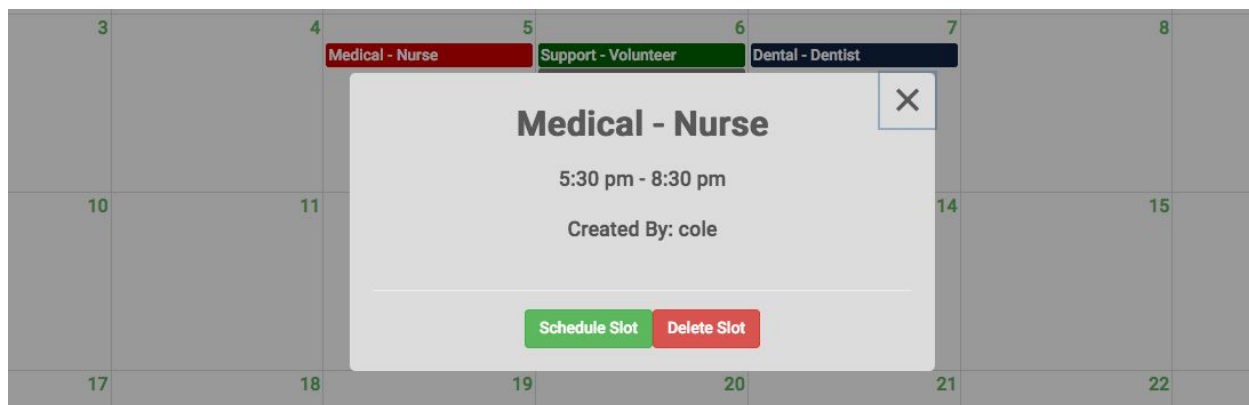 3 4 5 6 7 8
Medical - Nurse Support - Volunteer Dental - Dentist
×
Medical - Nurse
5:30 pm - 8:30 pm
10 11 14 15
Created By: cole
Schedule Slot Delete Slot
17 18 19 20 21 22